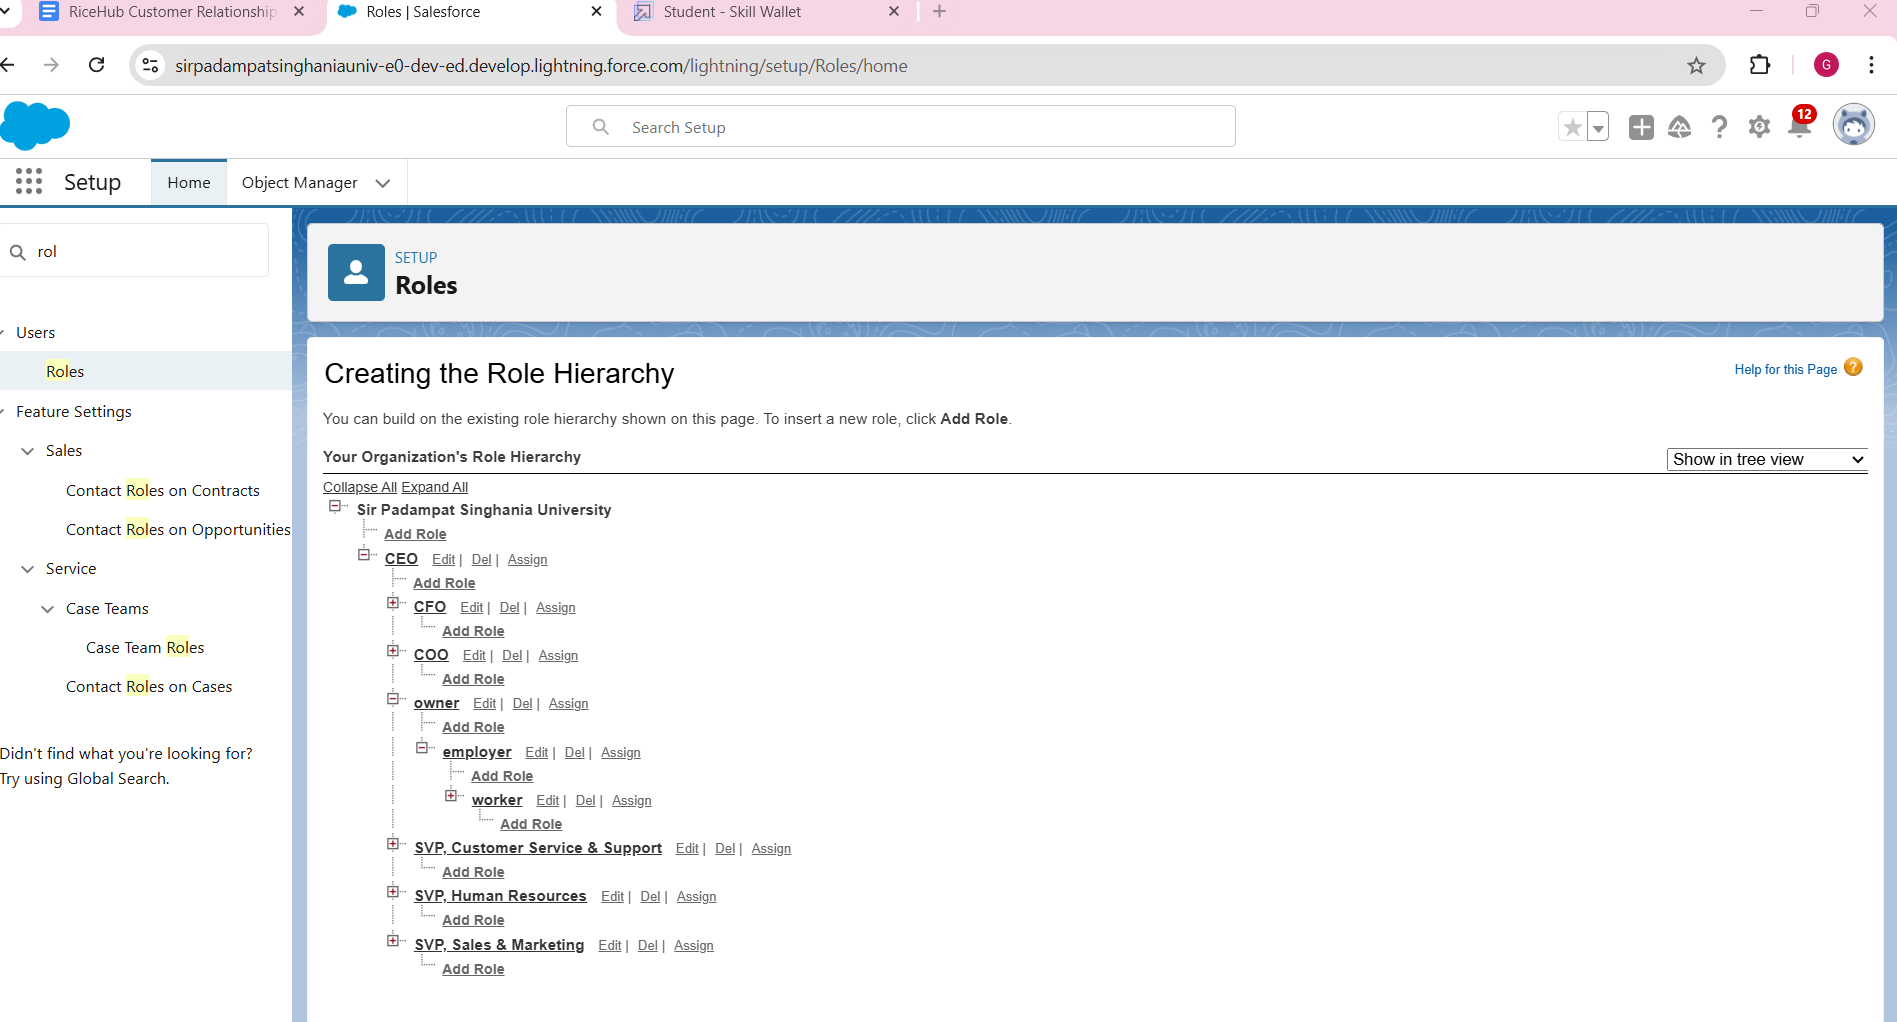 RiceHub Customer Relationship
Roles | Salesforce
Student - Skill Wallet
sirpadampatsinghaniauniv-e0-dev-ed.develop.lightning.force.com/lightning/setup/Roles/home
G
Search Setup
12
Setup
Home
Object Manager
rol
SETUP
Roles
Users
Roles
Feature Settings
Sales
Contact Roles on Contracts
Contact Roles on Opportunities
Service
Case Teams
Case Team Roles
Contact Roles on Cases
Didn't find what you're looking for?
Try using Global Search.
Creating the Role Hierarchy
Help for this Page ?
You can build on the existing role hierarchy shown on this page. To insert a new role, click Add Role.
Your Organization's Role Hierarchy
Show in tree view
Collapse All Expand All
Sir Padampat Singhania University
Add Role
CEO Edit | Del | Assign
Add Role
CFO Edit | Del | Assign
Add Role
COO Edit | Del | Assign
Add Role
owner Edit | Del | Assign
Add Role
employer Edit | Del | Assign
Add Role
worker Edit | Del | Assign
Add Role
SVP, Customer Service & Support Edit | Del | Assign
Add Role
SVP, Human Resources Edit | Del | Assign
Add Role
SVP, Sales & Marketing Edit | Del | Assign
Add Role